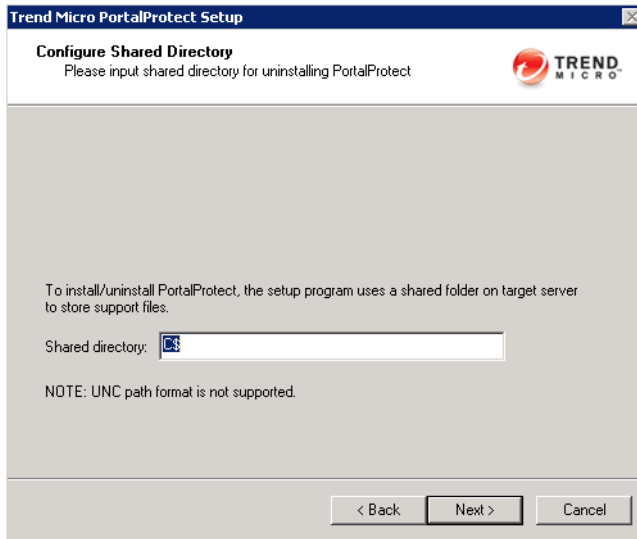 Trend Micro PortalProtect Setup
Configure Shared Directory
Please input shared directory for uninstalling PortalProtect
TREND
MICRO™
To install/uninstall PortalProtect, the setup program uses a shared folder on target server
to store support files.
Shared directory: C$
NOTE: UNC path format is not supported.
< Back Next > Cancel